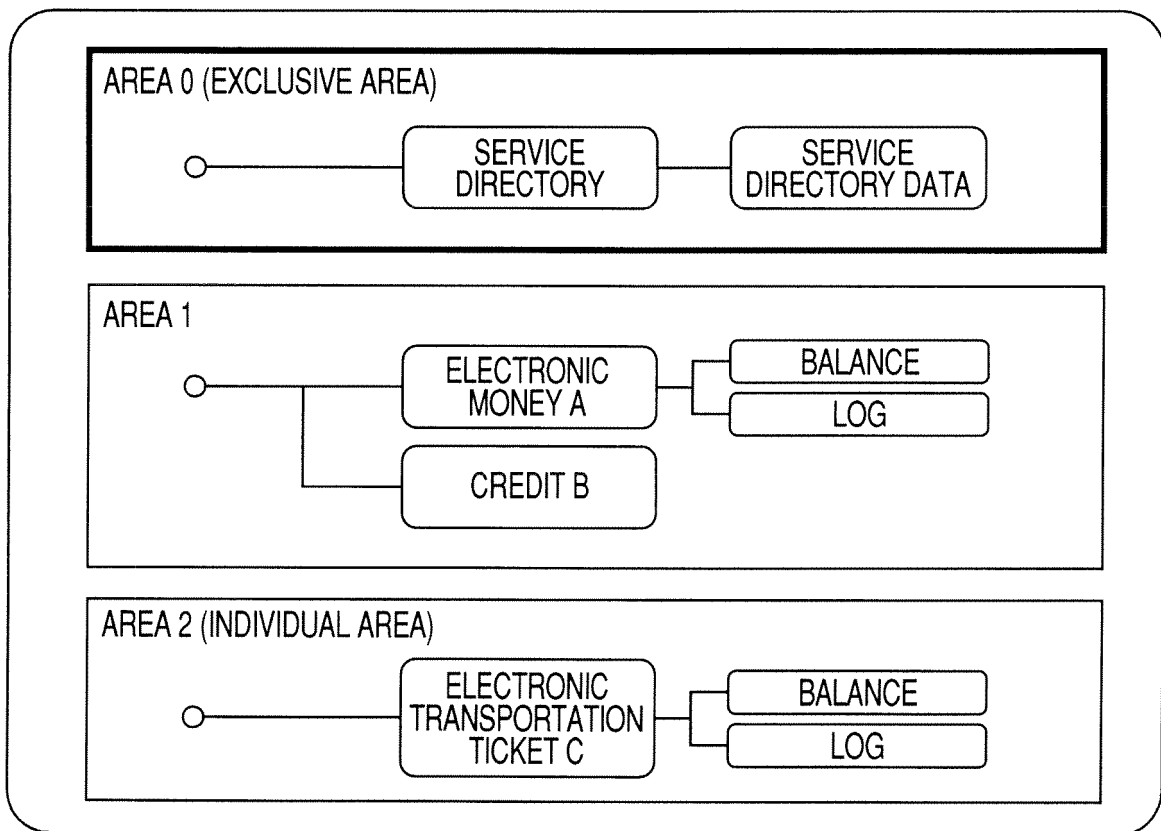 AREA 0 (EXCLUSIVE AREA)
SERVICE
DIRECTORY
SERVICE
DIRECTORY DATA
AREA 1
ELECTRONIC
MONEY A
BALANCE
LOG
CREDIT B
AREA 2 (INDIVIDUAL AREA)
ELECTRONIC
TRANSPORTATION
TICKET C
BALANCE
LOG